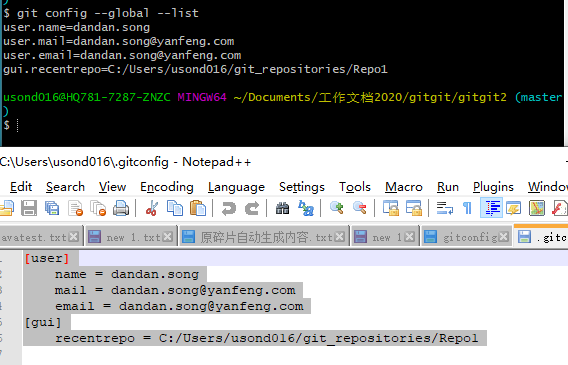 $ git config --global --list
user.name=dandan.song
user.mail=dandan.song@yanfeng.com
user.email=dandan.song@yanfeng.com
gui.recentrepo=C:/Users/usond016/git_repositories/Repo1
usond016@HQ781-7287-ZNZC MINGW64 ~/Documents/工作文档2020/gitgit/gitgit2 (master
)
$
C:\Users\usond016\.gitconfig - Notepad++
Edit Search View Encoding Language Settings Tools Macro Run Plugins Window
avatest.txt new 1.txt 原碎片自动生成内容.txt new 1 gitconfig .gitc
[user]
2 name = dandan.song
3 mail = dandan.song@yanfeng.com
4 email = dandan.song@yanfeng.com
5 [gui]
6 recentrepo = C:/Users/usond016/git_repositories/Repo1
7